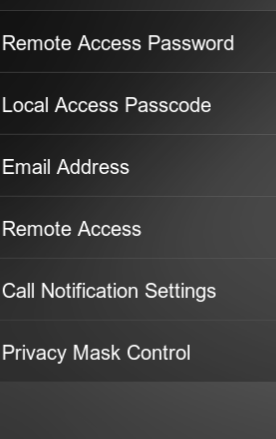 Remote Access Password
Local Access Passcode
Email Address
Remote Access
Call Notification Settings
Privacy Mask Control